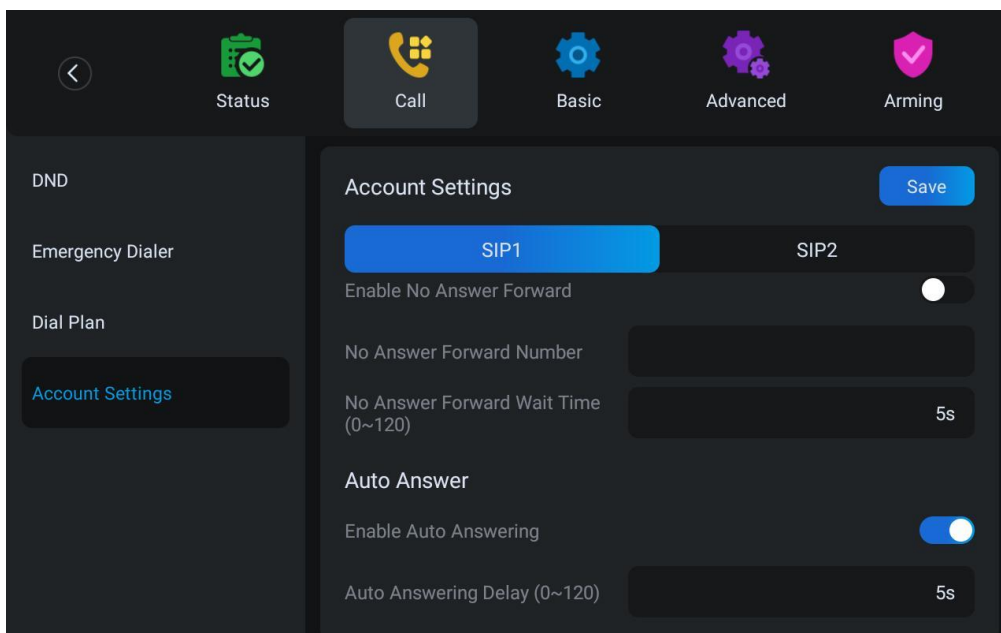 Status
Call
Basic
Advanced
Arming
DND
Emergency Dialer
Dial Plan
Account Settings
Account Settings
Save
SIP1
SIP2
Enable No Answer Forward
No Answer Forward Number
No Answer Forward Wait Time
(0~120)
5s
Auto Answer
Enable Auto Answering
Auto Answering Delay (0~120)
5s